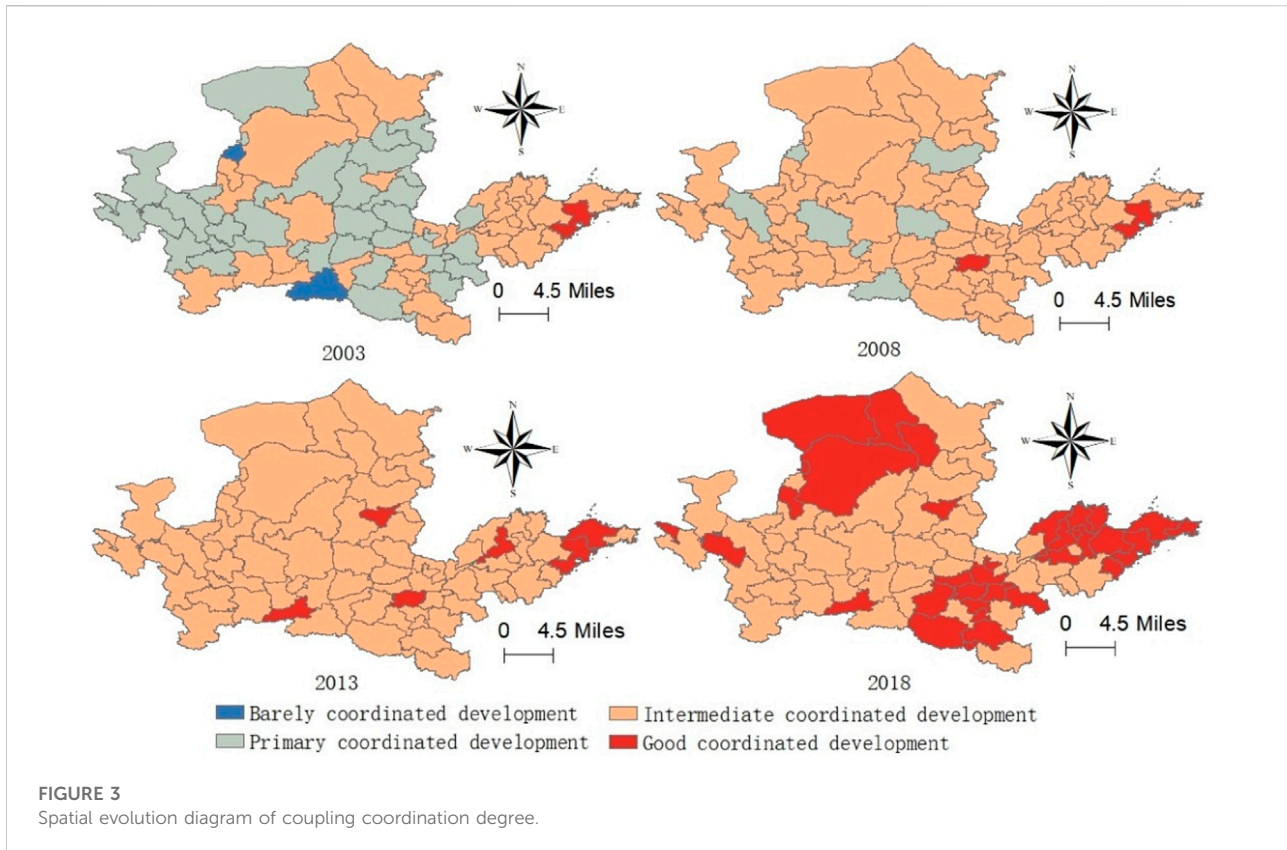 N
W E
S
0 4.5 Miles
2003
N
W E
S
0 4.5 Miles
2008
N
W E
S
0 4.5 Miles
2013
N
W E
S
0 4.5 Miles
2018
Barely coordinated development
Intermediate coordinated development
Primary coordinated development
Good coordinated development
FIGURE 3
Spatial evolution diagram of coupling coordination degree.